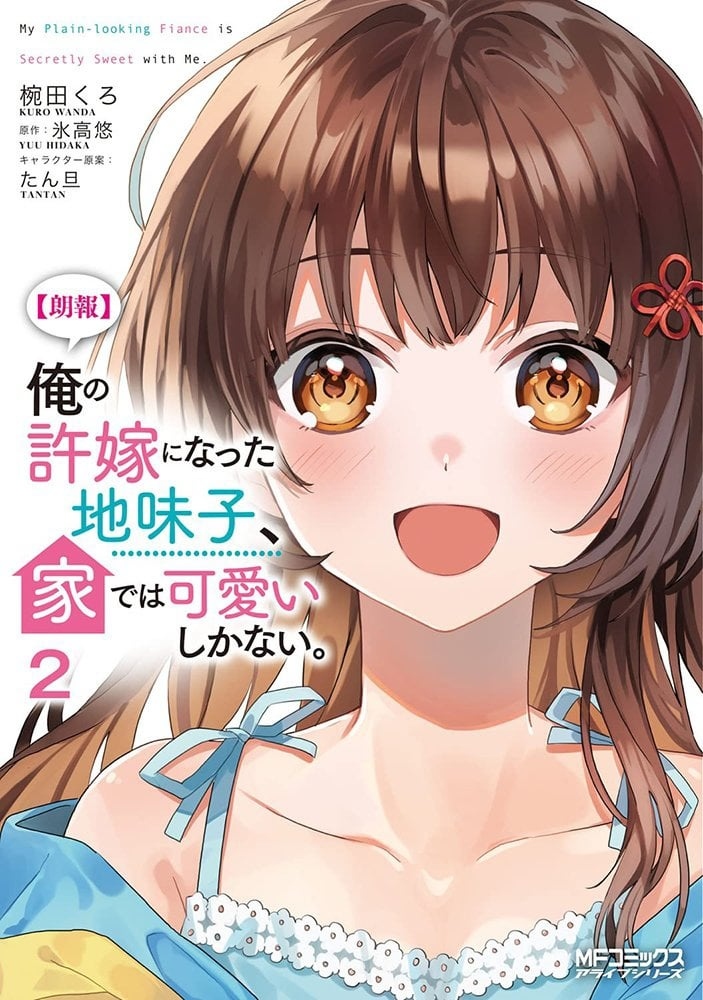 My Plain-looking Fiance is
Secretly Sweet with Me.
椀田くろ
KURO WANDA
原作：氷高悠
YUU HIDAKA
キャラクター原案：
たん旦
TANTAN
【朗報】
俺の
許嫁になった
地味子、
家では可愛い
しかない。
2
MFコミックス
アライブシリーズ